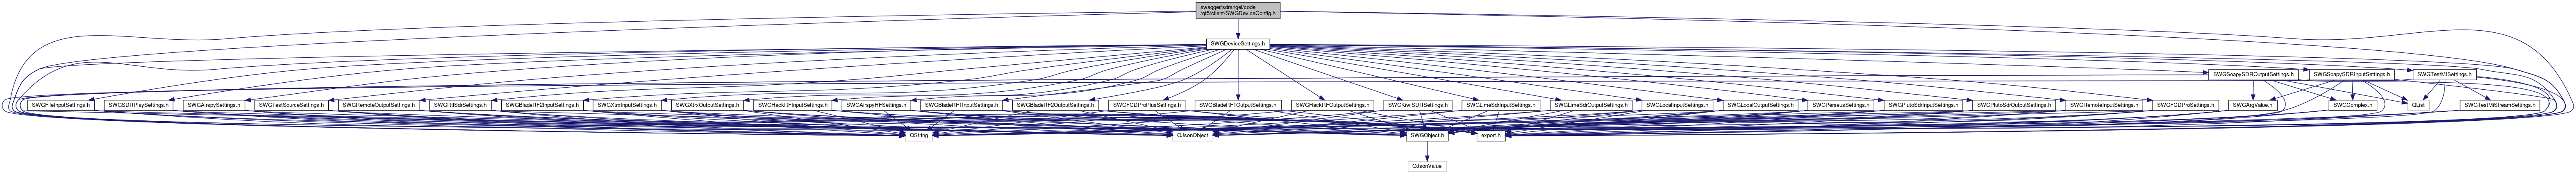 swagger/sdrangel/code
/qt5/client/SWGDeviceConfig.h
SWGDeviceSettings.h
SWGSoapySDROutputSettings.h
SWGSoapySDRInputSettings.h
SWGTestMISettings.h
SWGFileInputSettings.h
SWGSDRPlaySettings.h
SWGAirspySettings.h
SWGTestSourceSettings.h
SWGRemoteOutputSettings.h
SWGRtlSdrSettings.h
SWGBladeRF2InputSettings.h
SWGXtrxInputSettings.h
SWGXtrxOutputSettings.h
SWGHackRFInputSettings.h
SWGAirspyHFSettings.h
SWGBladeRF1InputSettings.h
SWGBladeRF2OutputSettings.h
SWGFCDProPlusSettings.h
SWGBladeRF1OutputSettings.h
SWGHackRFOutputSettings.h
SWGKiwiSDRSettings.h
SWGLimeSdrInputSettings.h
SWGLimeSdrOutputSettings.h
SWGLocalInputSettings.h
SWGLocalOutputSettings.h
SWGPerseusSettings.h
SWGPlutoSdrInputSettings.h
SWGPlutoSdrOutputSettings.h
SWGRemoteInputSettings.h
SWGFCDProSettings.h
SWGArgValue.h
SWGComplex.h
QList
SWGTestMIStreamSettings.h
QString
QJsonObject
SWGObject.h
export.h
QJsonValue